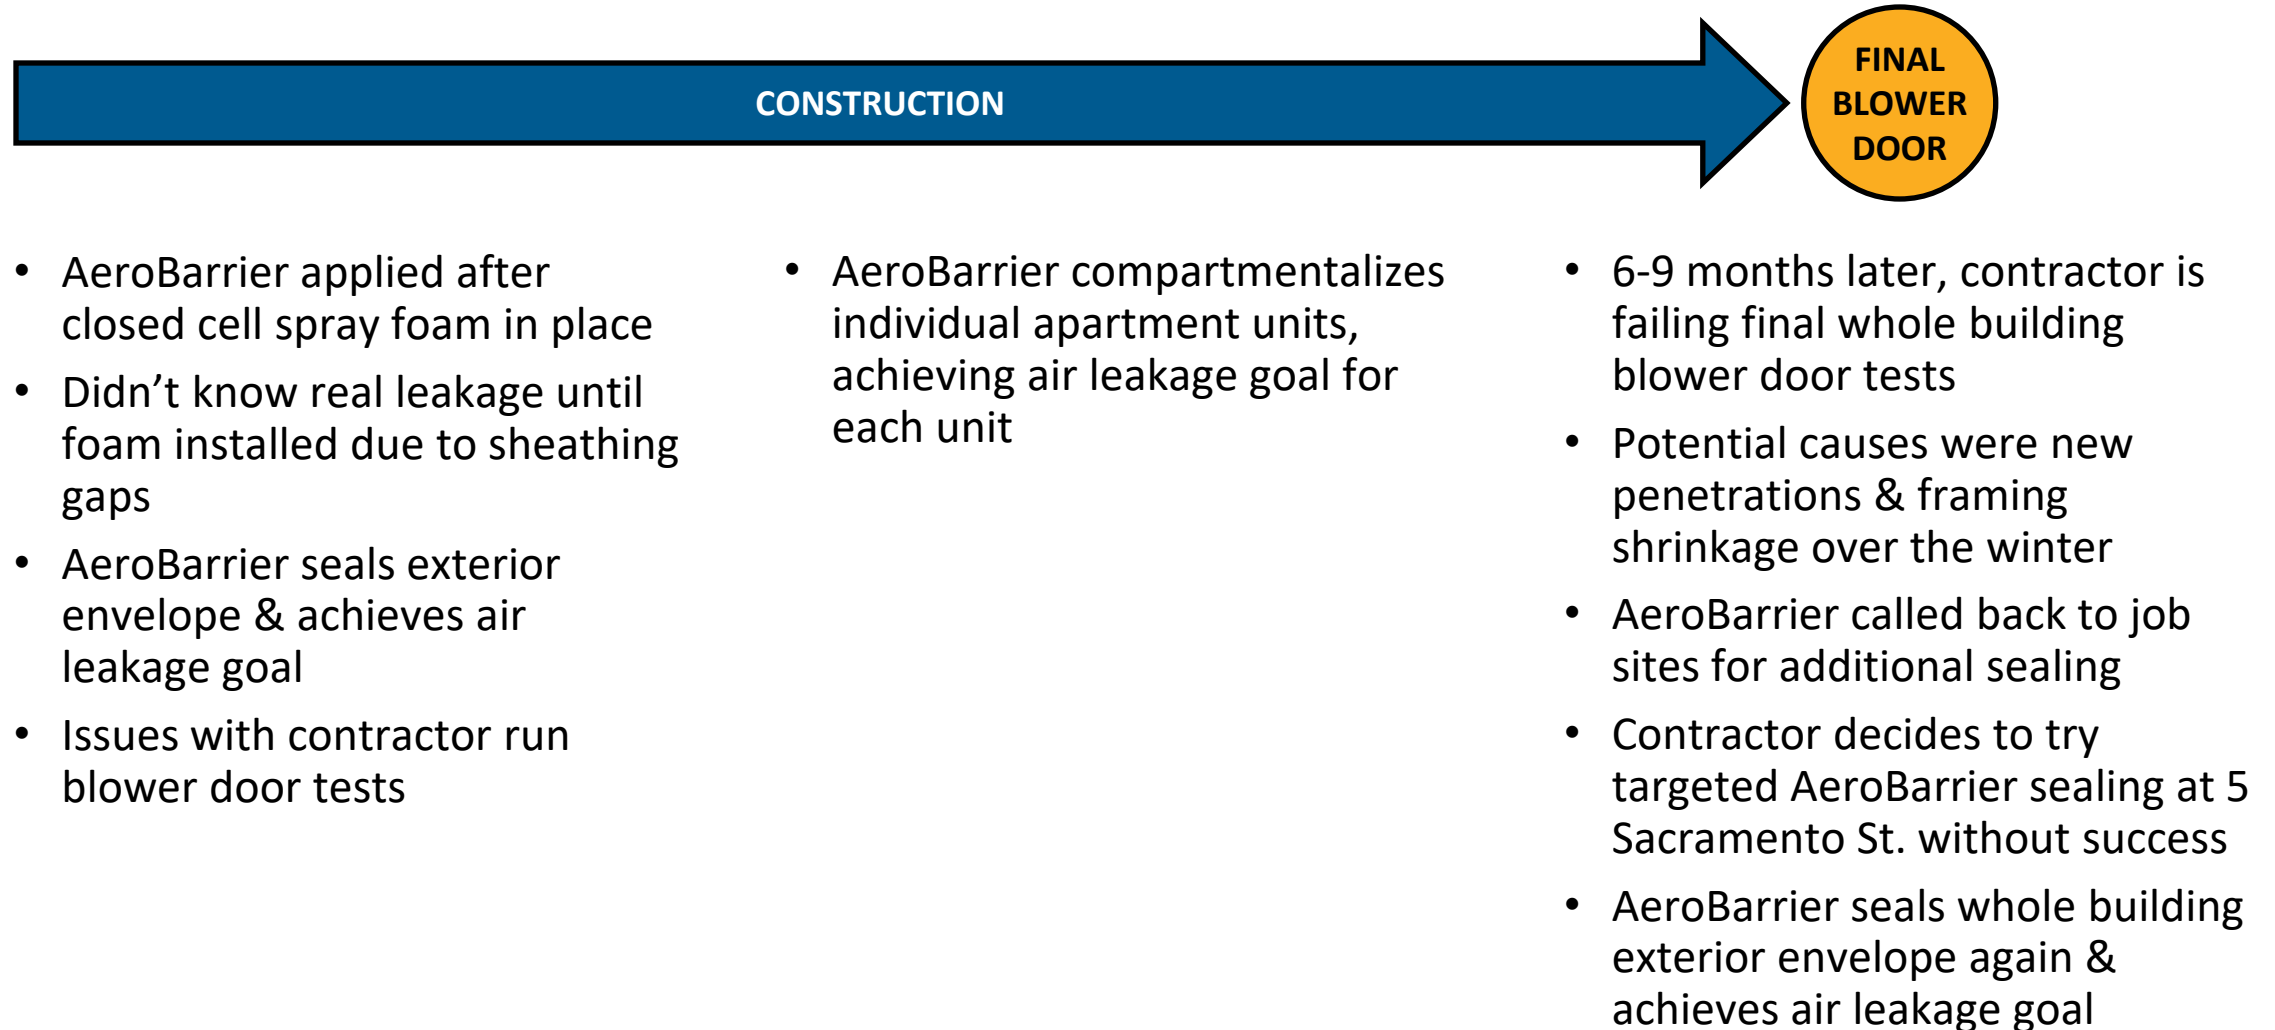 CONSTRUCTION
FINAL
BLOWER
DOOR
• AeroBarrier applied after
closed cell spray foam in place
• Didn’t know real leakage until
foam installed due to sheathing
gaps
• AeroBarrier seals exterior
envelope & achieves air
leakage goal
• Issues with contractor run
blower door tests
• AeroBarrier compartmentalizes
individual apartment units,
achieving air leakage goal for
each unit
• 6-9 months later, contractor is
failing final whole building
blower door tests
• Potential causes were new
penetrations & framing
shrinkage over the winter
• AeroBarrier called back to job
sites for additional sealing
• Contractor decides to try
targeted AeroBarrier sealing at 5
Sacramento St. without success
• AeroBarrier seals whole building
exterior envelope again &
achieves air leakage goal